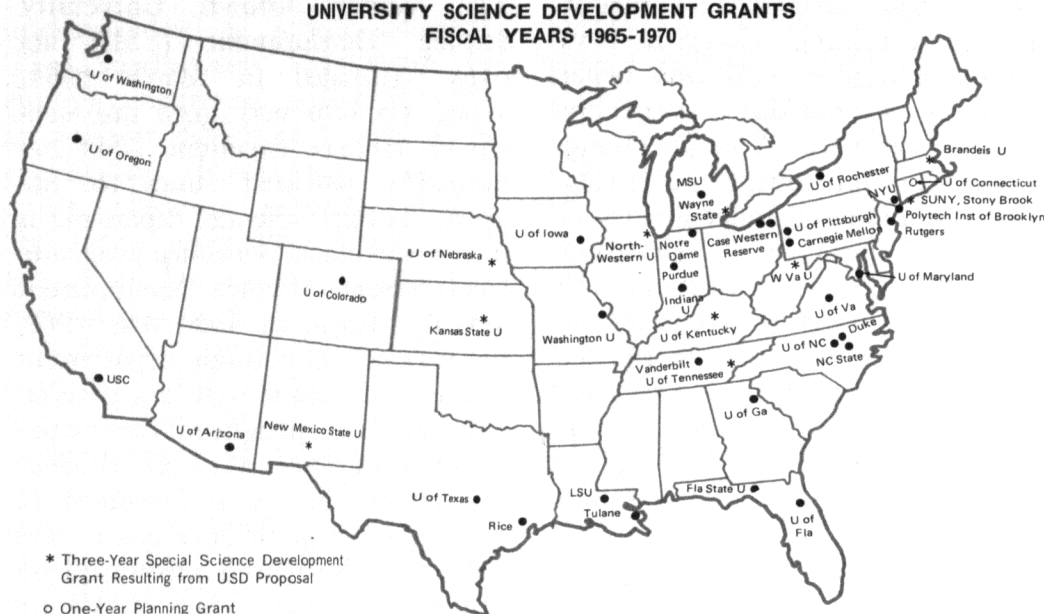 UNIVERSITY SCIENCE DEVELOPMENT GRANTS
FISCAL YEARS 1965-1970
U of Washington
U of Oregon
USC
U of Arizona
New Mexico State U
U of Colorado
U of Nebraska
Kansas State U
U of Texas
Rice
U of Iowa
Washington U
LSU
Tulane
North-
Western U
MSU
Wayne
State
Notre
Dame
Purdue
Indiana
U
Case Western
Reserve
U of Kentucky
Vanderbilt
U of Tennessee
U of Rochester
U of Pittsburgh
Carnegie Mellon
W Va U
U of Va
U of NC
Duke
NC State
U of Ga
Fla State U
U of
Fla
Brandeis U
U of Connecticut
NYU
SUNY, Stony Brook
Polytech Inst of Brooklyn
Rutgers
U of Maryland
* Three-Year Special Science Development
Grant Resulting from USD Proposal
o One-Year Planning Grant